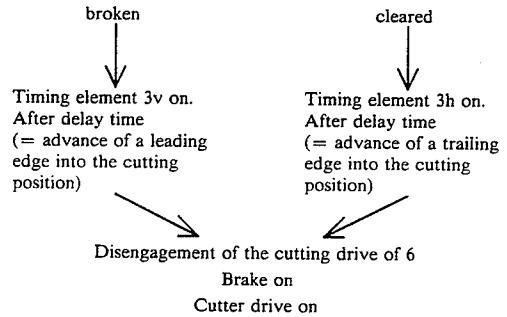 broken
cleared
Timing element 3v on.
After delay time
(= advance of a leading
edge into the cutting
position)
Timing element 3h on.
After delay time
(= advance of a trailing
edge into the cutting
position)
Disengagement of the cutting drive of 6
Brake on
Cutter drive on